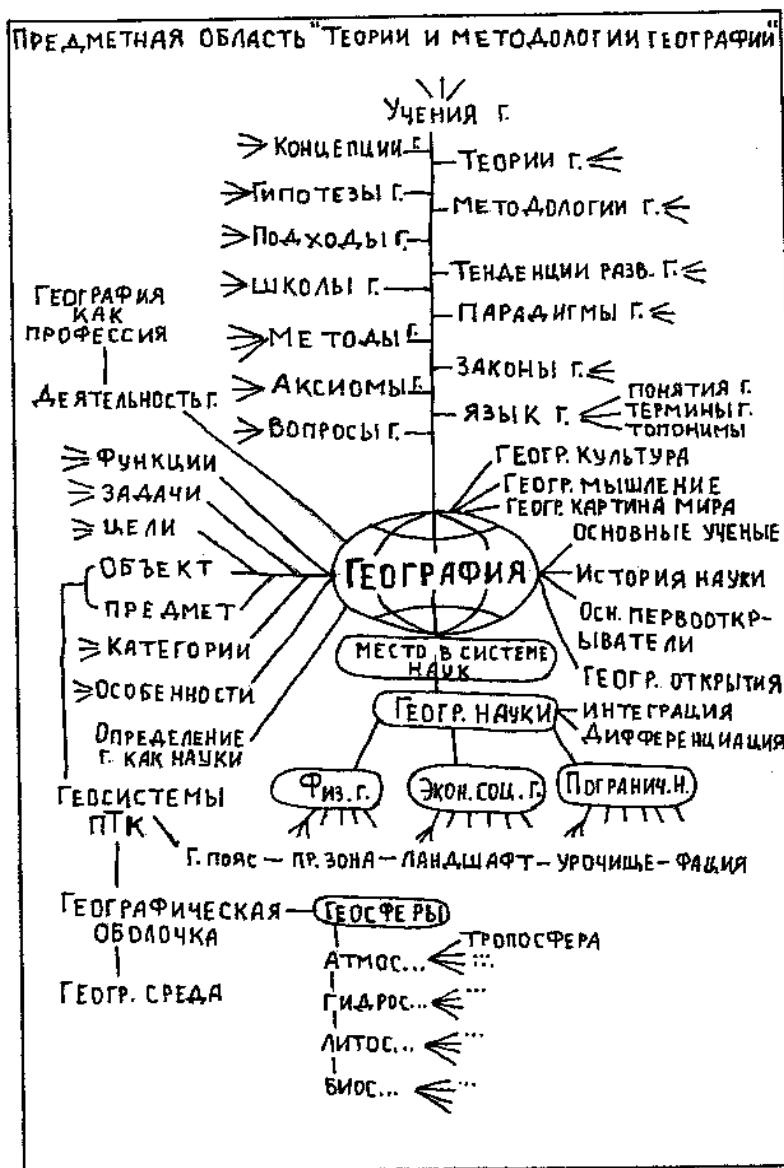 ПРЕДМЕТНАЯ ОБЛАСТЬ "ТЕОРИИ И МЕТОДОЛОГИИ ГЕОГРАФИИ"
УЧЕНИЯ Г.
КОНЦЕПЦИИ Г.
ТЕОРИИ Г.
ГИПОТЕЗЫ Г.
МЕТОДОЛОГИИ Г.
ПОДХОДЫ Г.
ТЕНДЕНЦИИ РАЗВ. Г.
ШКОЛЫ Г.
ПАРАДИГМЫ Г.
МЕТОДЫ Г.
ЗАКОНЫ Г.
АКСИОМЫ Г.
ЯЗЫК Г.
ПОНЯТИЯ Г.
ТЕРМИНЫ Г.
ТОПОНИМЫ
ВОПРОСЫ Г.
ГЕОГРАФИЯ
КАК
ПРОФЕССИЯ
ДЕЯТЕЛЬНОСТЬ Г.
ФУНКЦИИ
ЗАДАЧИ
ЦЕЛИ
ОБЪЕКТ
ПРЕДМЕТ
КАТЕГОРИИ
ОСОБЕННОСТИ
ОПРЕДЕЛЕНИЕ
Г. КАК НАУКИ
ГЕОГР. КУЛЬТУРА
ГЕОГР. МЫШЛЕНИЕ
ГЕОГР. КАРТИНА МИРА
ГЕОГРАФИЯ
ОСНОВНЫЕ УЧЕНЫЕ
ИСТОРИЯ НАУКИ
ОСН. ПЕРВООТКР-
ЫВАТЕЛИ
ГЕОГР. ОТКРЫТИЯ
МЕСТО В СИСТЕМЕ
НАУК
ГЕОГР. НАУКИ
ИНТЕГРАЦИЯ
ДИФФЕРЕНЦИАЦИЯ
ФИЗ. Г.
ЭКОН. СОЦ. Г.
ПОГРАНИЧ. Н.
ГЕОСИСТЕМЫ
ПТК
Г. ПОЯС – ПР. ЗОНА – ЛАНДШАФТ – УРОЧИЩЕ – ФАЦИЯ
ГЕОГРАФИЧЕСКАЯ
ОБОЛОЧКА
ГЕОГР. СРЕДА
ГЕОСФЕРЫ
АТМОС...
ТРОПОСФЕРА
...
ГИДРОС...
...
ЛИТОС...
...
БИОС...
...